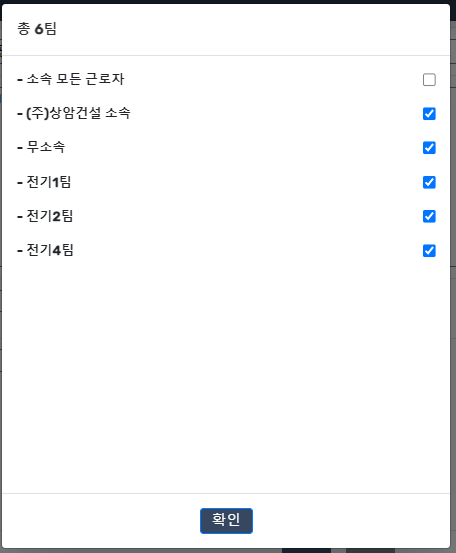 총 6팀
- 소속 모든 근로자
- (주)상암건설 소속
- 무소속
- 전기1팀
- 전기2팀
- 전기4팀
확인